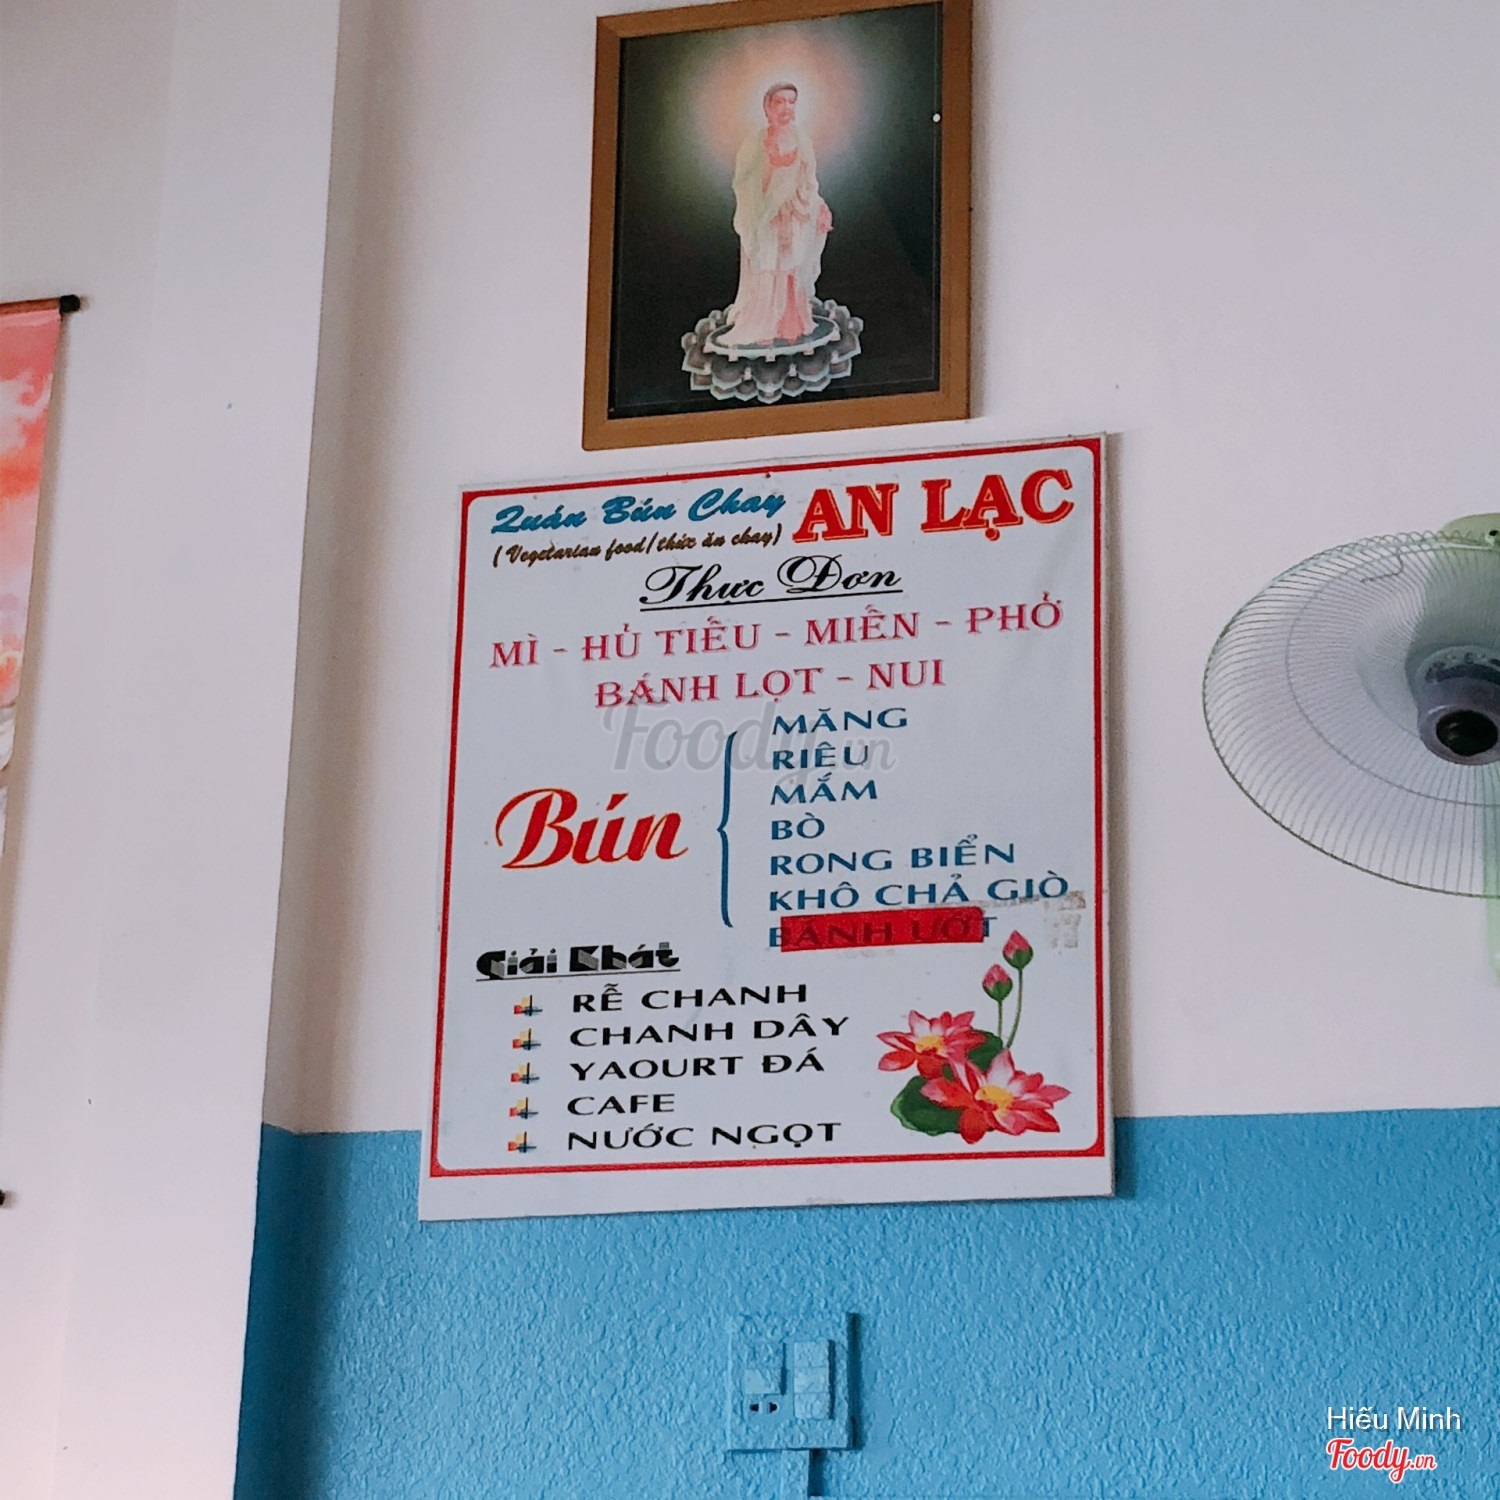 Quán Bún Chay AN LẠC
(Vegetarian food/thức ăn chay)
Thực Đơn
MÌ - HỦ TIẾU - MIẾN - PHỞ
BÁNH LỌT - NUI
Foody.vn
Bún
MĂNG
RIÊU
MẮM
BÒ
RONG BIỂN
KHÔ CHẢ GIÒ
BÁNH ƯỚT
Giải Khát
RỄ CHANH
CHANH DÂY
YAOURT ĐÁ
CAFE
NƯỚC NGỌT
Hiếu Minh
Foody.vn